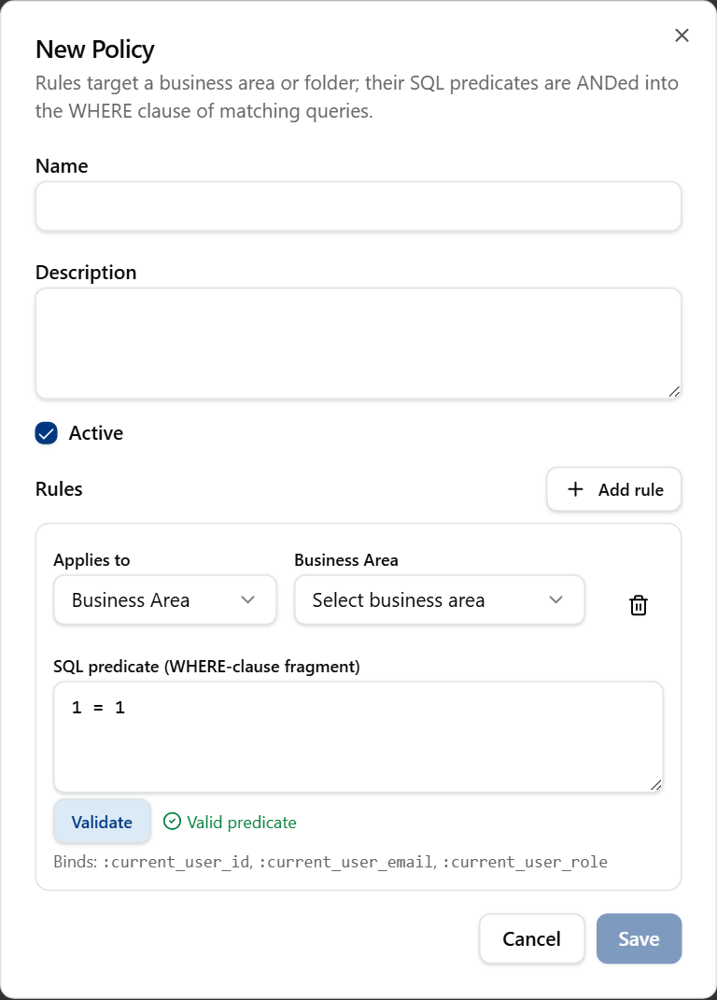 New Policy
Rules target a business area or folder; their SQL predicates are ANDed into
the WHERE clause of matching queries.
Name
Description
Active
Rules
Add rule
Applies to
Business Area
Business Area
Select business area
SQL predicate (WHERE-clause fragment)
1 = 1
Validate
Valid predicate
Binds: :current_user_id, :current_user_email, :current_user_role
Cancel
Save